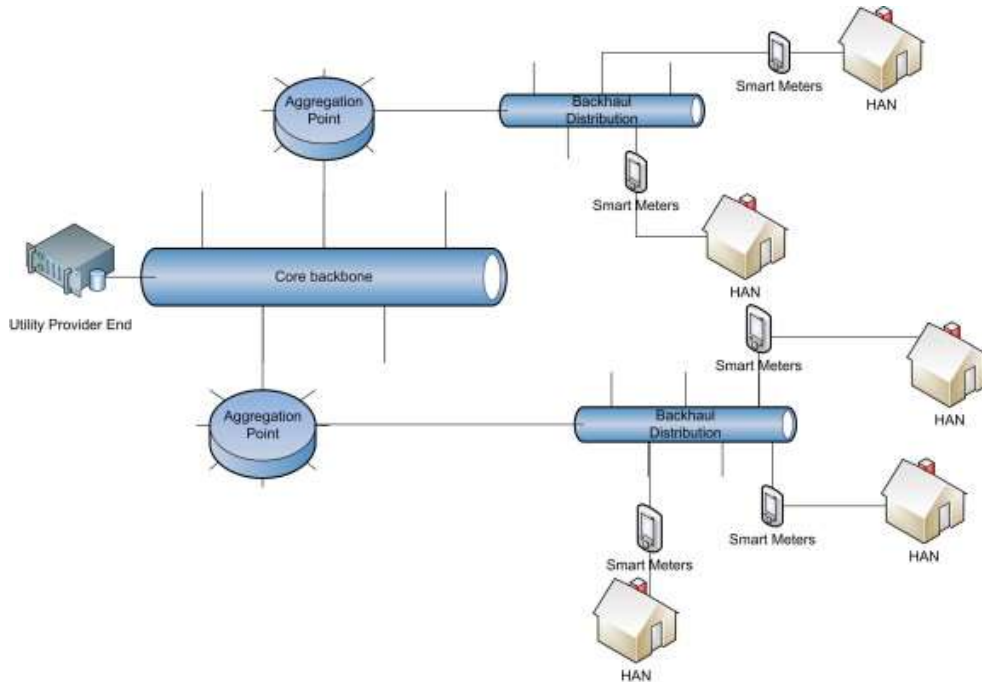 HAN
Smart Meters
Aggregation
Point
Backhaul
Distribution
Smart Meters
HAN
Core backbone
Utility Provider End
Smart Meters
HAN
Aggregation
Point
Backhaul
Distribution
Smart Meters
HAN
Smart Meters
HAN